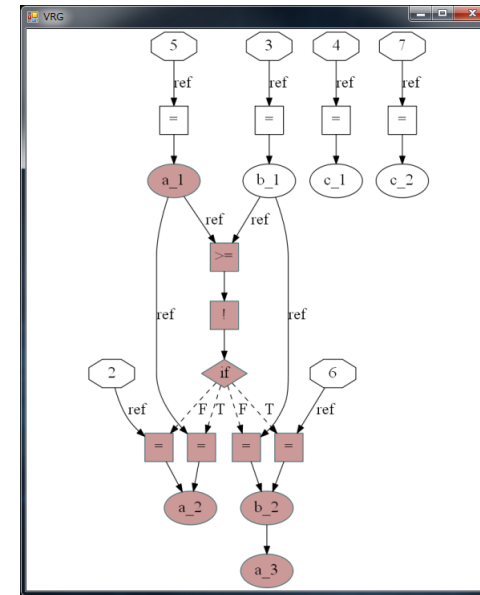 VRG
5 3 4 7
ref ref ref ref
= = = =
a_1 b_1 c_1 c_2
ref ref
>=
ref ! ref
2 if 6
ref F T F T ref
= = = =
a_2 b_2
a_3